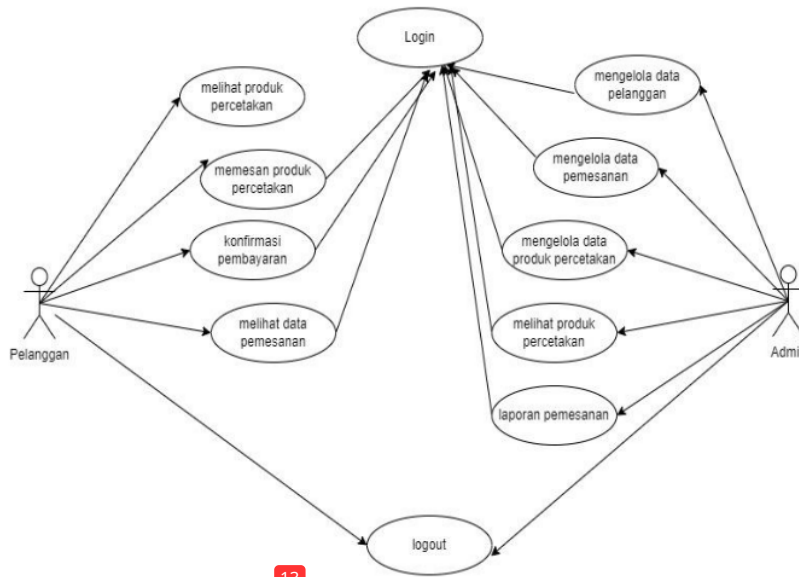 Login
melihat produk
percetakan
mengelola data
pelanggan
memesan produk
percetakan
mengelola data
pemesanan
konfirmasi
pembayaran
mengelola data
produk percetakan
melihat data
pemesanan
melihat produk
percetakan
Pelanggan
Admi
laporan pemesanan
logout